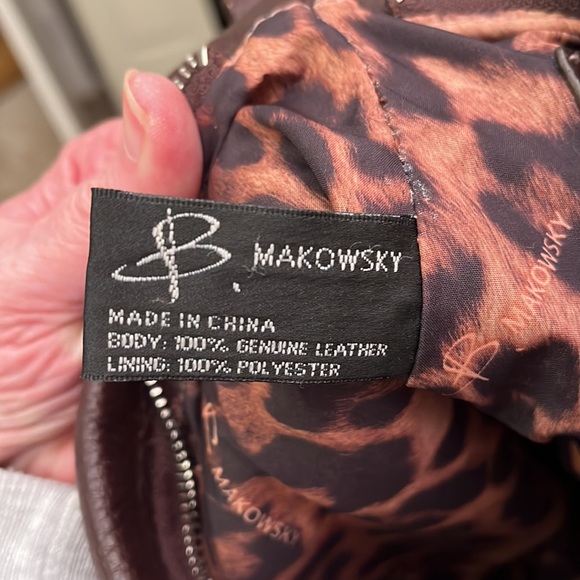 B. MAKOWSKY
MADE IN CHINA
BODY: 100% GENUINE LEATHER
LINING: 100% POLYESTER
B MAKOWSKY
B MAKOWSKY